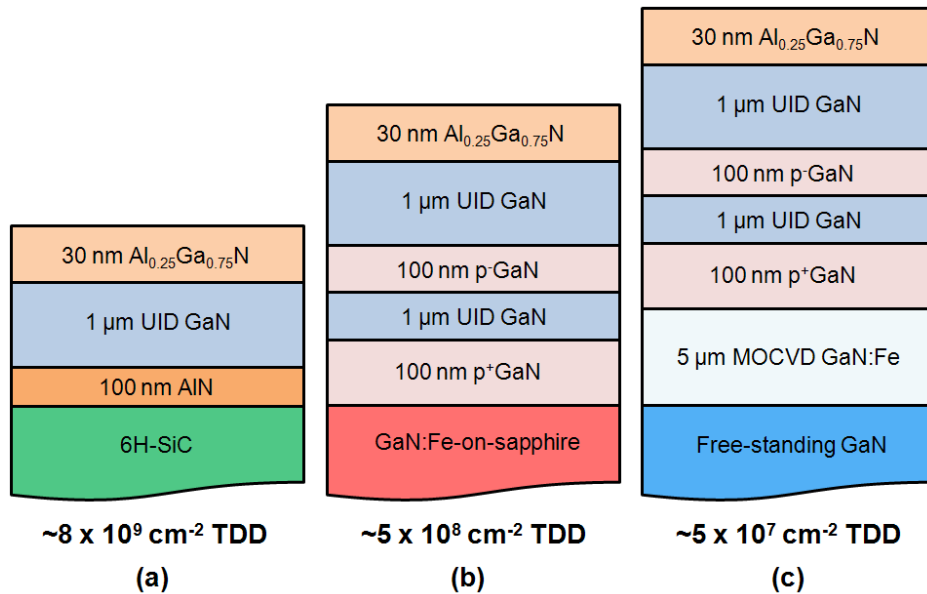 30 nm Al₀.₂₅Ga₀.₇₅N
1 µm UID GaN
100 nm AlN
6H-SiC
~8 x 10⁹ cm⁻² TDD
(a)
30 nm Al₀.₂₅Ga₀.₇₅N
1 µm UID GaN
100 nm p⁻GaN
1 µm UID GaN
100 nm p⁺GaN
GaN:Fe-on-sapphire
~5 x 10⁸ cm⁻² TDD
(b)
30 nm Al₀.₂₅Ga₀.₇₅N
1 µm UID GaN
100 nm p⁻GaN
1 µm UID GaN
100 nm p⁺GaN
5 µm MOCVD GaN:Fe
Free-standing GaN
~5 x 10⁷ cm⁻² TDD
(c)